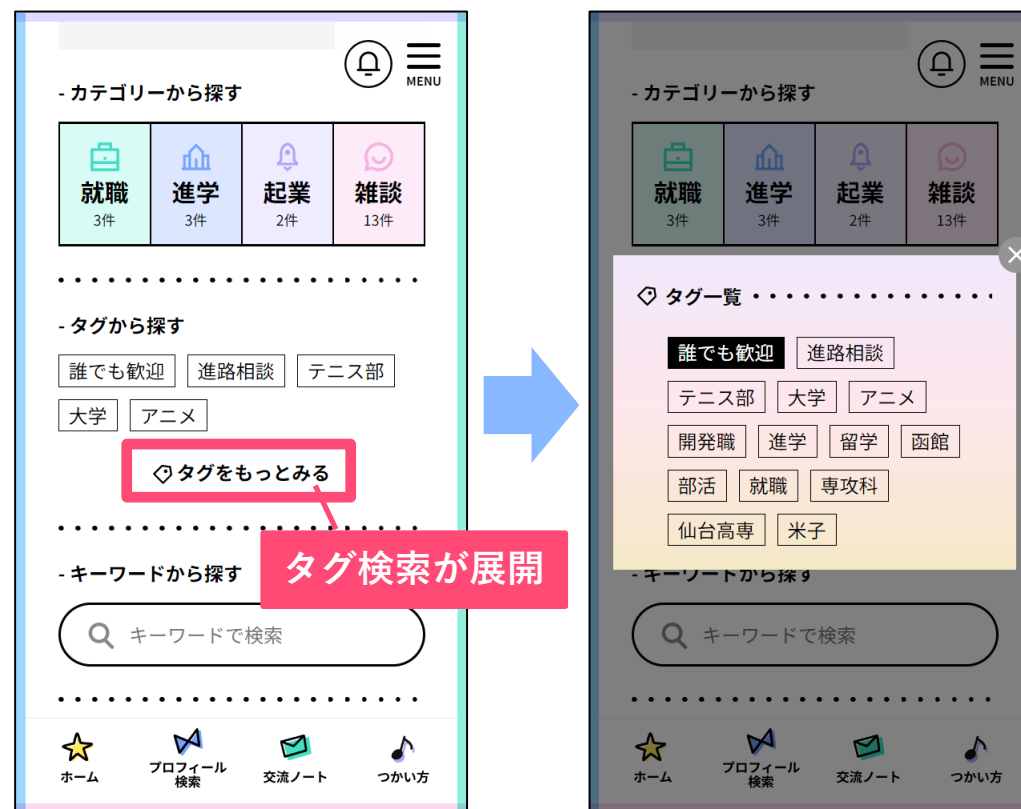 MENU
- カテゴリーから探す
就職 進学 起業 雑談
3件 3件 2件 13件
- タグから探す
誰でも歓迎 進路相談 テニス部
大学 アニメ
タグをもっとみる
タグ検索が展開
- キーワードから探す
キーワードで検索
ホーム プロフィール検索 交流ノート つかい方
MENU
- カテゴリーから探す
就職 進学 起業 雑談
3件 3件 2件 13件
タグ一覧
誰でも歓迎 進路相談
テニス部 大学 アニメ
開発職 進学 留学 函館
部活 就職 専攻科
仙台高専 米子
- キーワードから探す
キーワードで検索
ホーム プロフィール検索 交流ノート つかい方